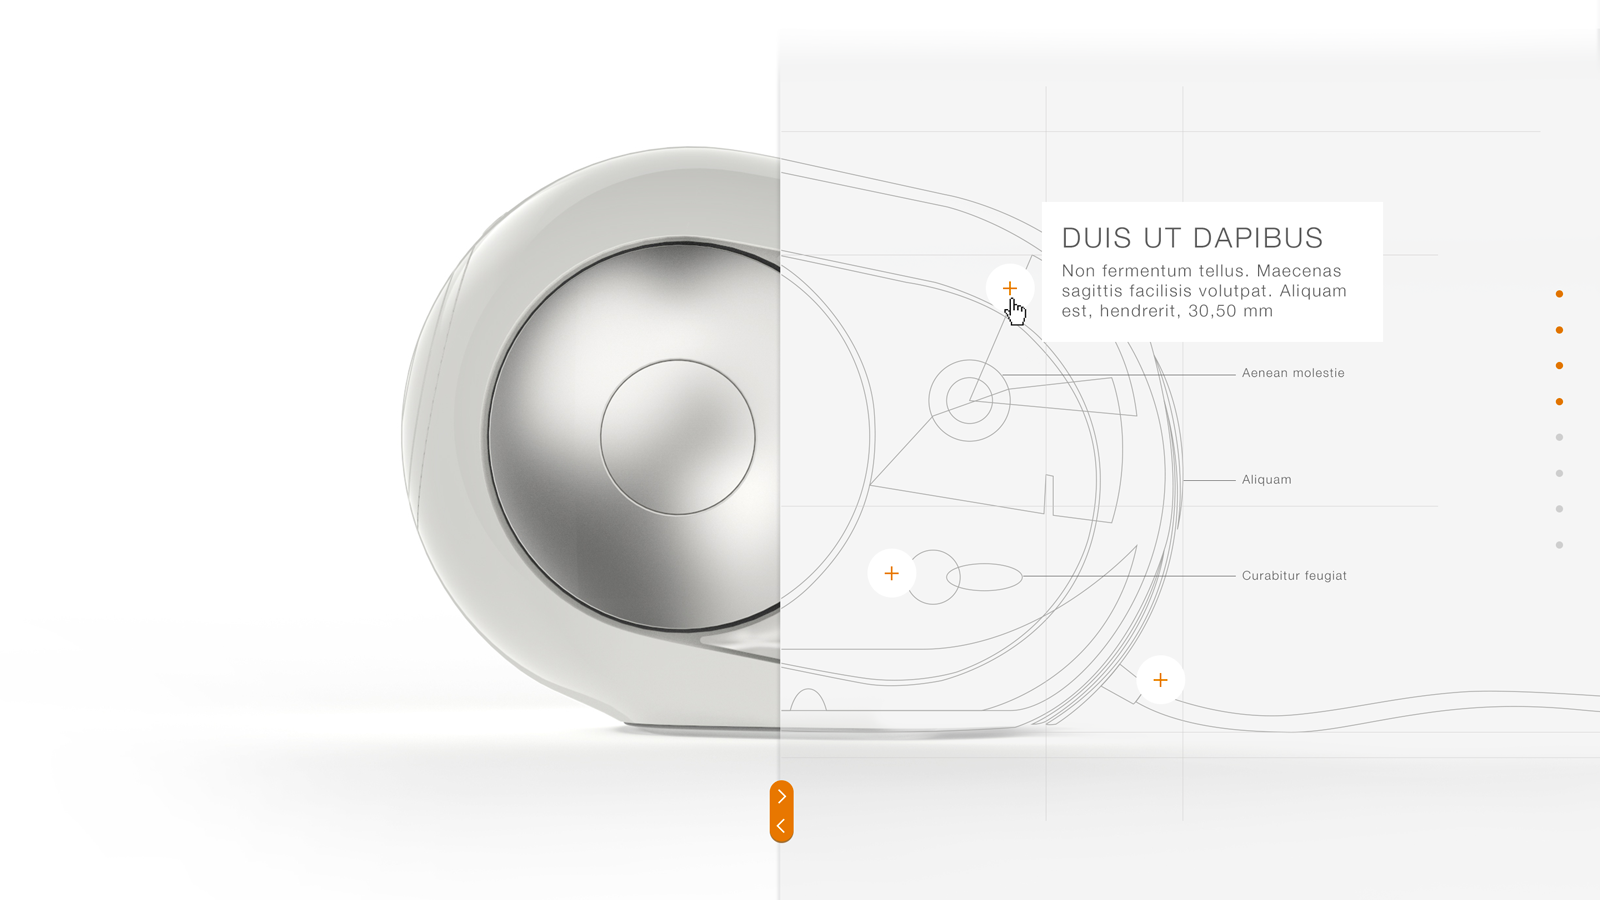 DUIS UT DAPIBUS
Non fermentum tellus. Maecenas
sagittis facilisis volutpat. Aliquam
est, hendrerit, 30,50 mm
Aenean molestie
Aliquam
Curabitur feugiat